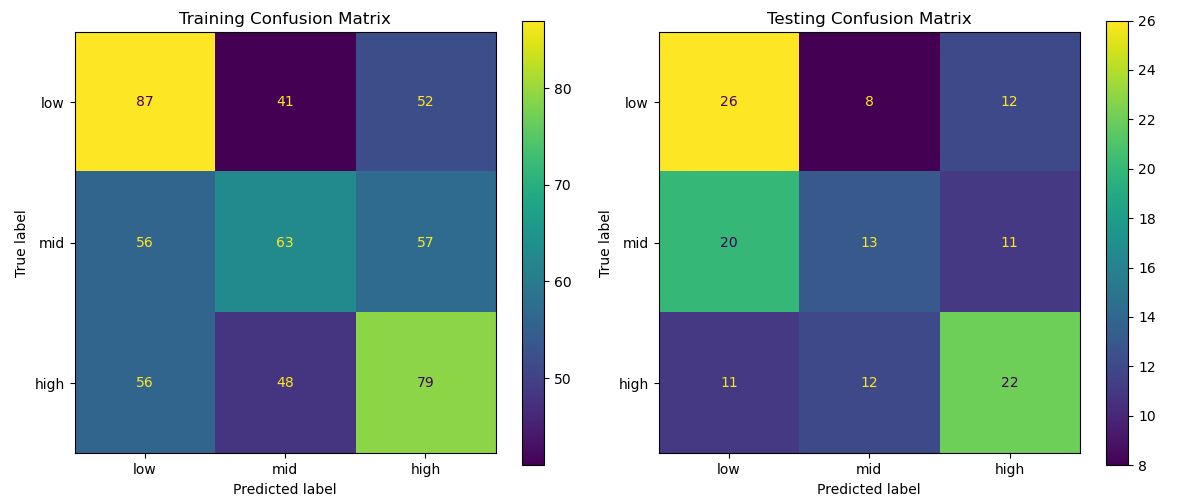 Training Confusion Matrix
low 87 41 52
mid 56 63 57
high 56 48 79
low mid high
Predicted label
True label
80
70
60
50
Testing Confusion Matrix
low 26 8 12
mid 20 13 11
high 11 12 22
low mid high
Predicted label
True label
26
24
22
20
18
16
14
12
10
8